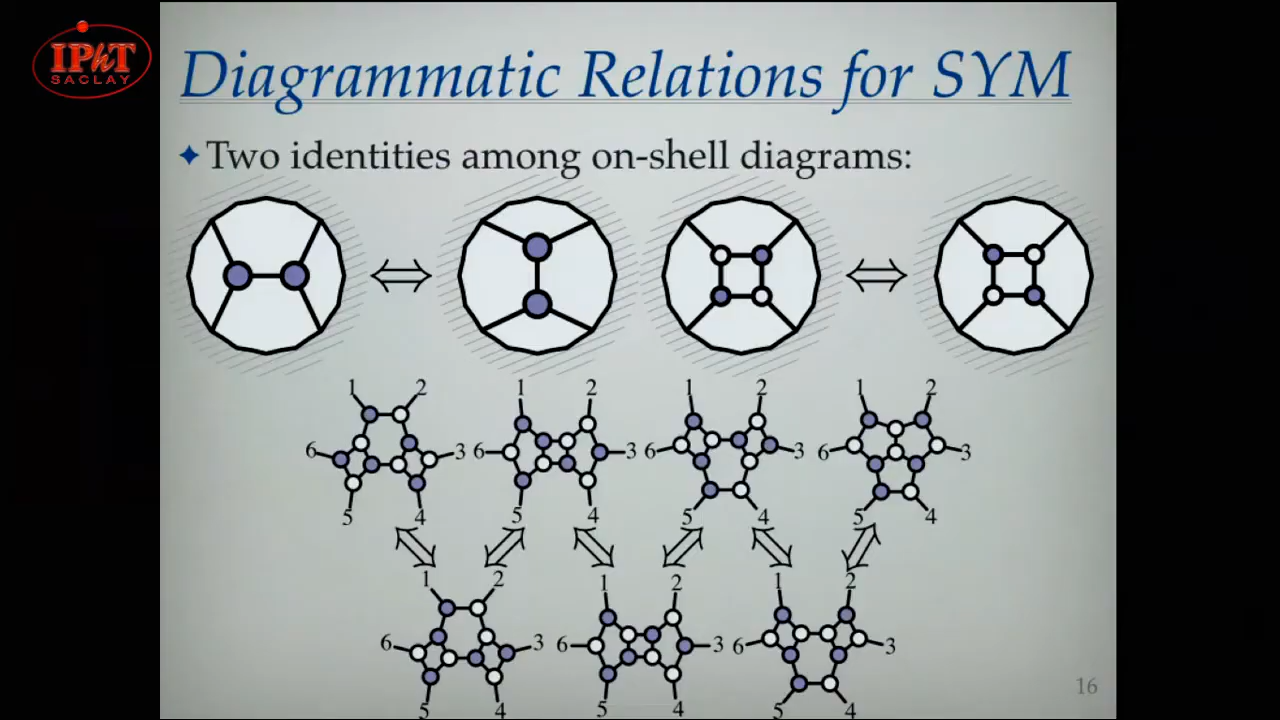 IPhT
SACLAY
Diagrammatic Relations for SYM
✦ Two identities among on-shell diagrams:
1 2 1 2 1 2 1 2
6 3 6 3 6 3 6 3
5 4 5 4 5 4 5 4
1 2 1 2 1 2
6 3 6 3 6 3
5 4 5 4 5 4
16